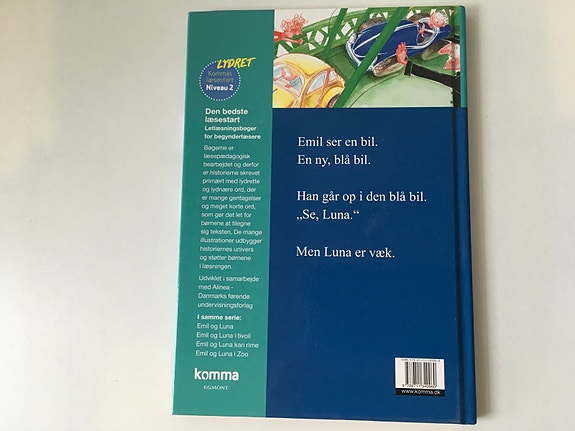 LYDRET
Kommas
læsestart
Niveau 2
Den bedste
læsestart
Letlæsningsbøger
for begynderlæsere
Bøgerne er
læsepædagogisk
bearbejdet og derfor
er historierne skrevet
primært med lydrette
og lydnære ord, der
er mange gentagelser
og meget korte ord,
som gør det let for
børnene at tilegne
sig teksten. De mange
illustrationer udbygger
historiernes univers
og støtter børnene
i læsningen.
Udviklet i samarbejde
med Alinea -
Danmarks førende
undervisningsforlag
I samme serie:
Emil og Luna
Emil og Luna i tivoli
Emil og Luna kan rime
Emil og Luna i Zoo
komma
EGMONT
Emil ser en bil.
En ny, blå bil.
Han går op i den blå bil.
„Se, Luna.“
Men Luna er væk.
www.komma.dk